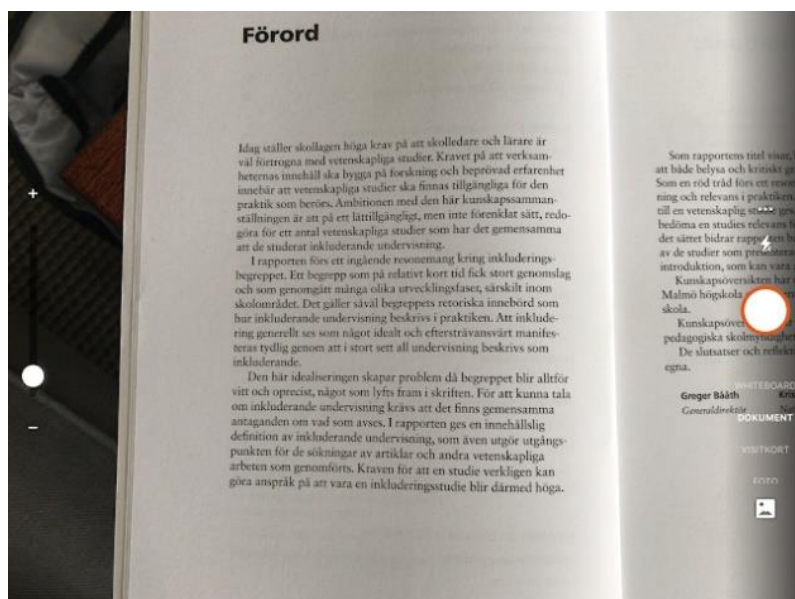 Förord
Idag ställer skollagen höga krav på att skolledare och lärare är
väl förtrogna med vetenskapliga studier. Kravet på att verksam-
heternas innehåll ska bygga på forskning och beprövad erfarenhet
innebär att vetenskapliga studier ska finnas tillgängliga för den
praktik som berörs. Ambitionen med den här kunskapssamman-
ställningen är att på ett lättillgängligt, men inte förenklat sätt, redo-
göra för ett antal vetenskapliga studier som har det gemensamma
att de studerat inkluderande undervisning.
I rapporten förs ett ingående resonemang kring inkluderings-
begreppet. Ett begrepp som på relativt kort tid fick stort genomslag
och som genomgått många olika utvecklingsfaser, särskilt inom
skolområdet. Det gäller såväl begreppets retoriska innebörd som
hur inkluderande undervisning beskrivs i praktiken. Att inklude-
ring generellt ses som något idealt och eftersträvansvärt manifes-
teras tydlig genom att i stort sett all undervisning beskrivs som
inkluderande.
Den här idealiseringen skapar problem då begreppet blir alltför
vitt och oprecist, något som lyfts fram i skriften. För att kunna tala
om inkluderande undervisning krävs att det finns gemensamma
antaganden om vad som avses. I rapporten ges en innehållslig
definition av inkluderande undervisning, som även utgör utgångs-
punkten för de sökningar av artiklar och andra vetenskapliga
arbeten som genomförts. Kraven för att en studie verkligen kan
göra anspråk på att vara en inkluderingsstudie blir därmed höga.
Som rapportens titel visar,
att både belysa och kritiskt
Som en röd tråd förs ett
ning och relevans i praktiken
till en vetenskaplig
bedöma en studies relevans
det sättet bidrar rapporten
av de studier som
introduktion, som kan vara
Kunskapsöversikten har
Malmö högskola
skola.
pedagogiska
De slutsatser och
egna.
Greger Bååth
Generaldirektör
WHITEBOARD
DOKUMENT
VISITKORT
FOTO